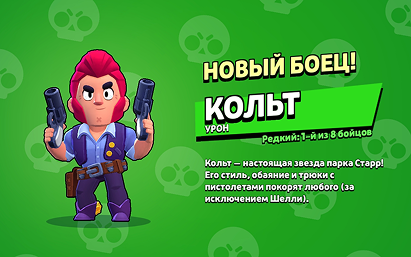 НОВЫЙ БОЕЦ!
КОЛЬТ
УРОН
Редкий: 1-й из 8 бойцов
Кольт — настоящая звезда парка Старр!
Его стиль, обаяние и трюки с
пистолетами покорят любого (за
исключением Шелли).